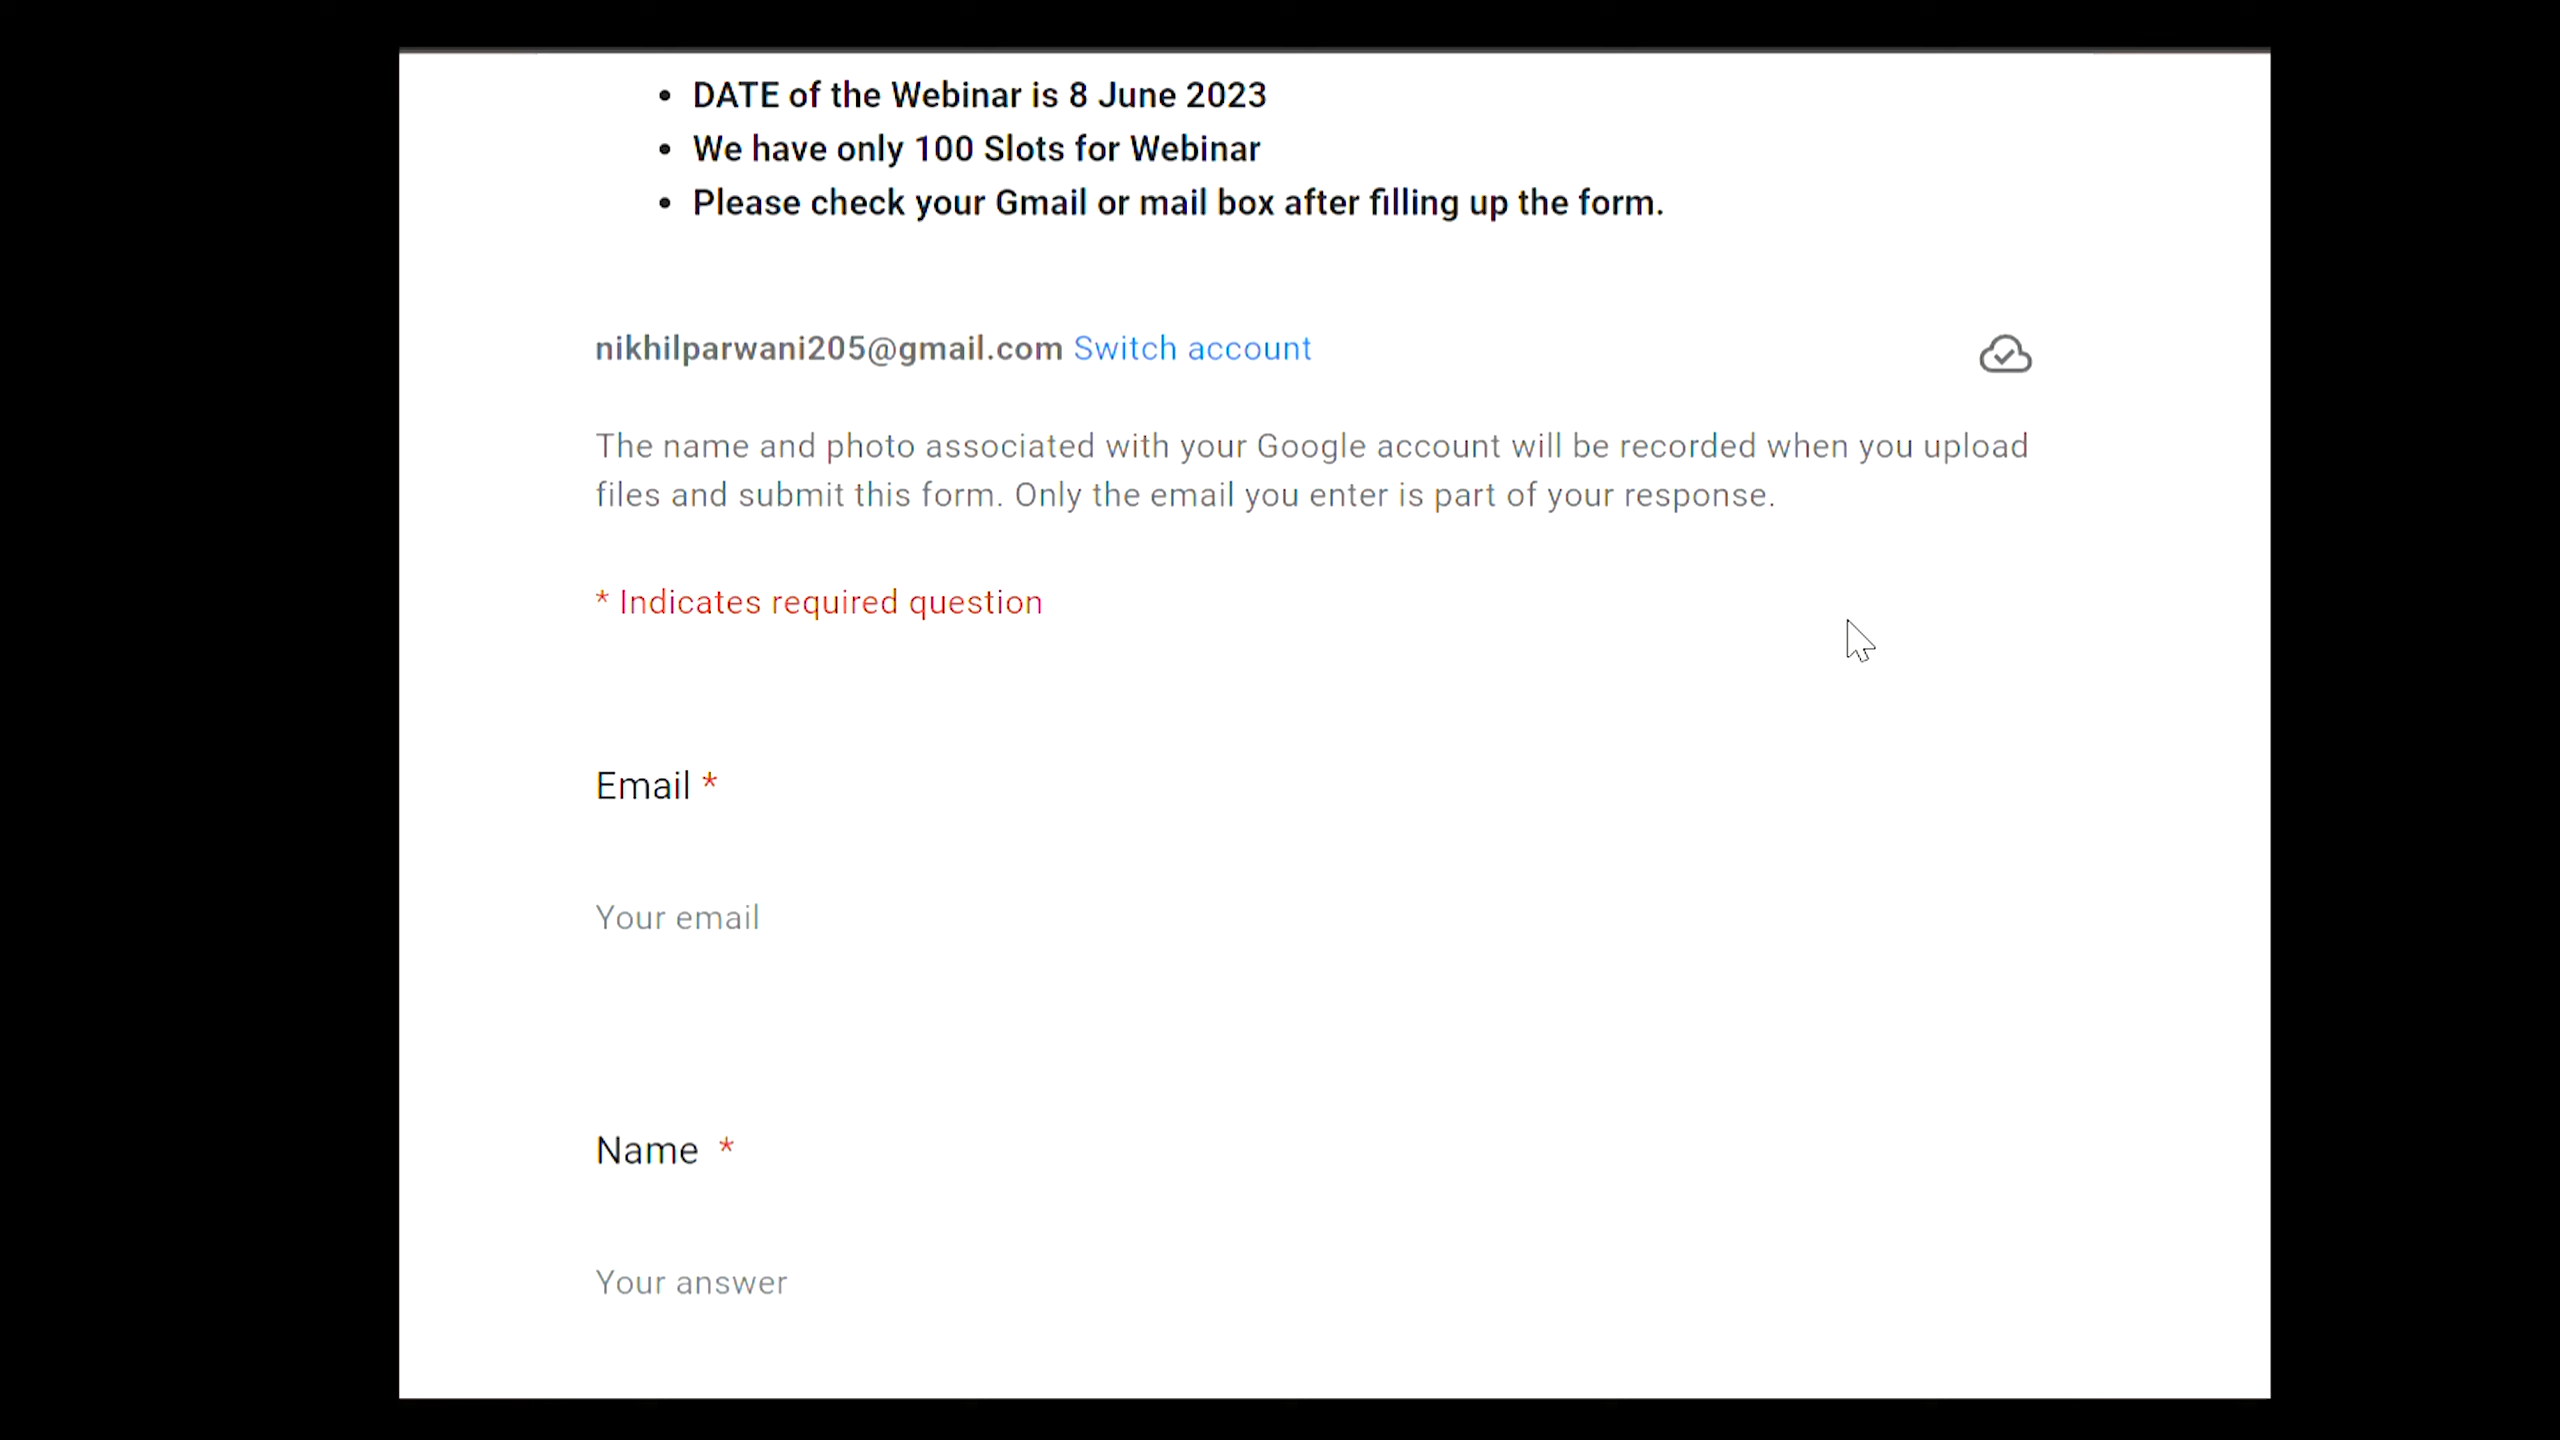 • DATE of the Webinar is 8 June 2023
• We have only 100 Slots for Webinar
• Please check your Gmail or mail box after filling up the form.
nikhilparwani205@gmail.com Switch account
The name and photo associated with your Google account will be recorded when you upload
files and submit this form. Only the email you enter is part of your response.
* Indicates required question
Email *
Your email
Name *
Your answer